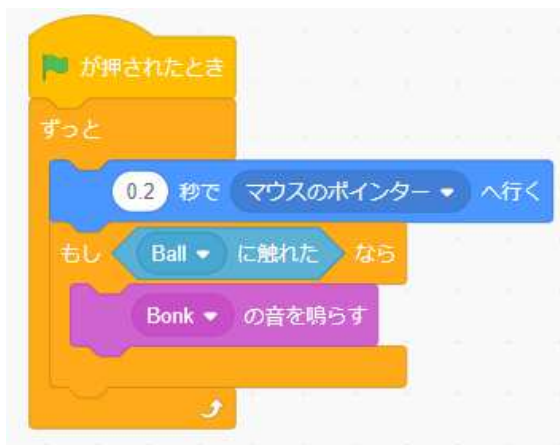 が押されたとき
ずっと
0.2 秒で マウスのポインター へ行く
もし Ball に触れた なら
Bonk の音を鳴らす